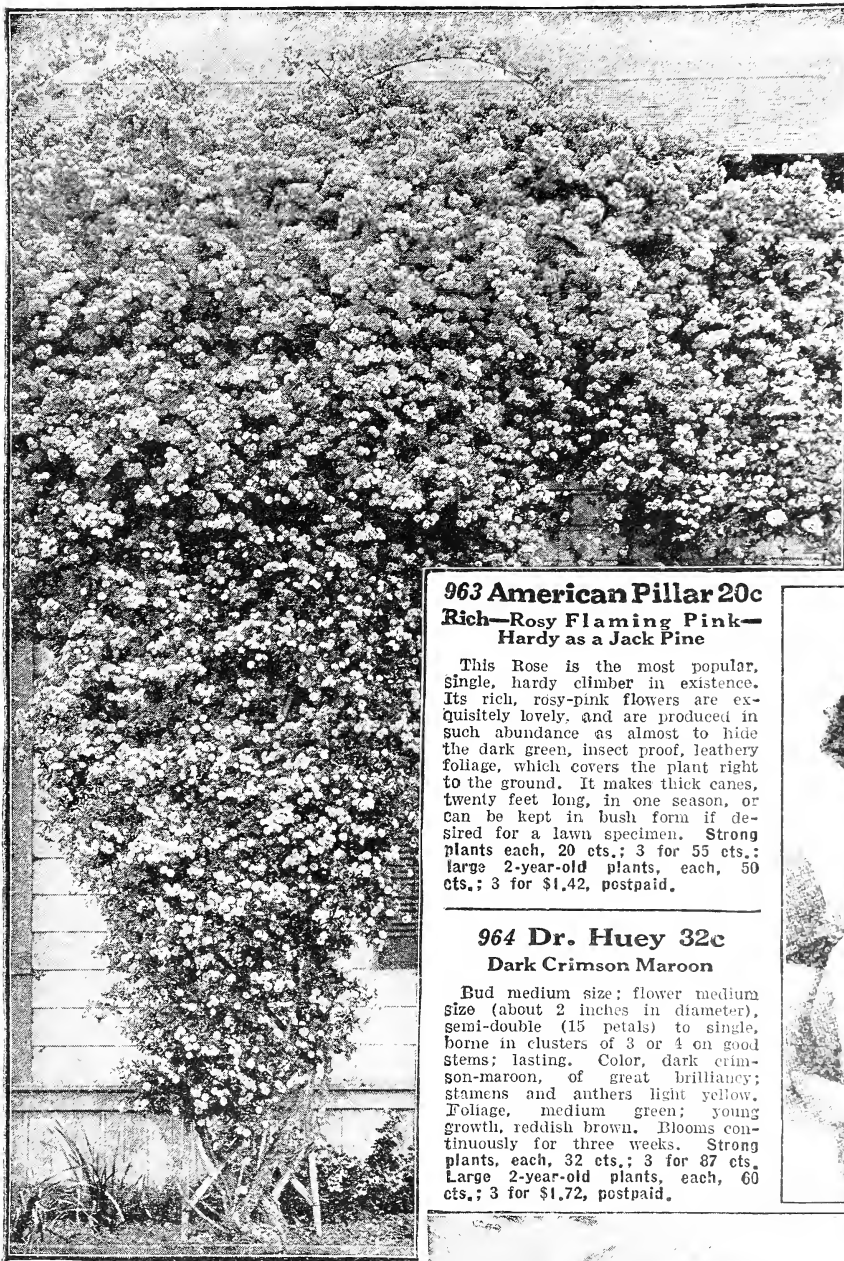 963 American Pillar 20c
Rich—Rosy Flaming Pink—
Hardy as a Jack Pine
This Rose is the most popular,
single, hardy climber in existence.
Its rich, rosy-pink flowers are ex-
quisitely lovely, and are produced in
such abundance as almost to hide
the dark green, insect proof, leathery
foliage, which covers the plant right
to the ground. It makes thick canes,
twenty feet long, in one season, or
can be kept in bush form if de-
sired for a lawn specimen. Strong
plants each, 20 cts.; 3 for 55 cts.:
large 2-year-old plants, each, 50
cts.; 3 for $1.42, postpaid.
964 Dr. Huey 32c
Dark Crimson Maroon
Bud medium size; flower medium
size (about 2 inches in diameter),
semi-double (15 petals) to single,
borne in clusters of 3 or 4 on good
stems; lasting. Color, dark crim-
son-maroon, of great brilliancy;
stamens and anthers light yellow.
Foliage, medium green; young
growth, reddish brown. Blooms con-
tinuously for three weeks. Strong
plants, each, 32 cts.; 3 for 87 cts.
Large 2-year-old plants, each, 60
cts.; 3 for $1.72, postpaid.